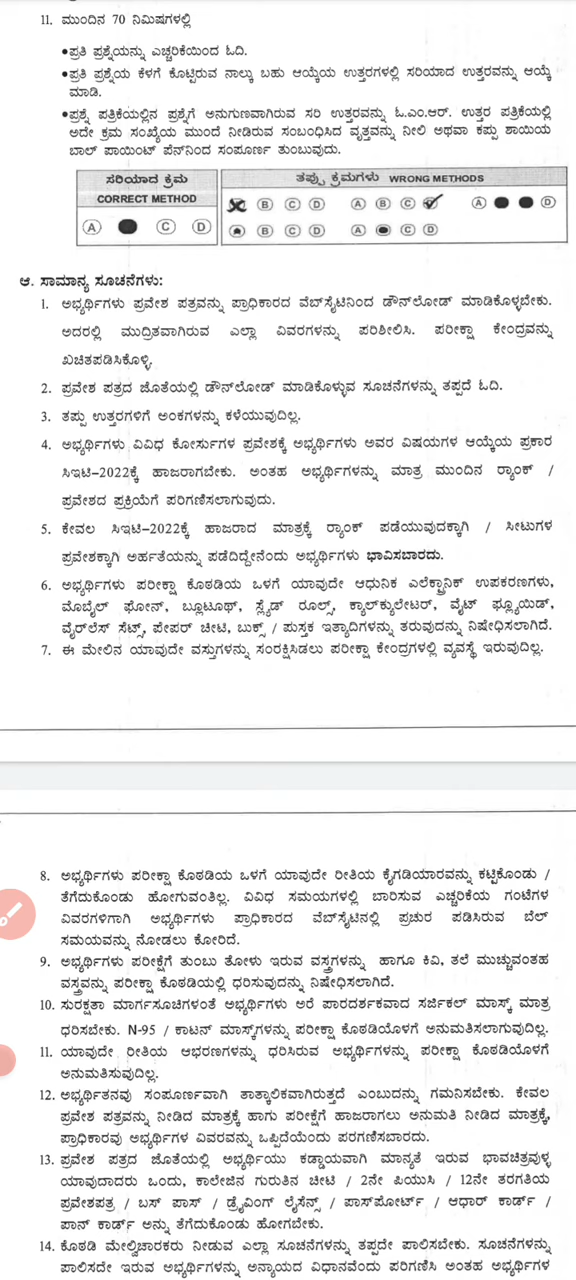 11. ಮುಂದಿನ 70 ನಿಮಿಷಗಳಲ್ಲಿ
•ಪ್ರತಿ ಪ್ರಶ್ನೆಯನ್ನು ಎಚ್ಚರಿಕೆಯಿಂದ ಓದಿ.
•ಪ್ರತಿ ಪ್ರಶ್ನೆಯ ಕೆಳಗೆ ಕೊಟ್ಟಿರುವ ನಾಲ್ಕು ಬಹು ಆಯ್ಕೆಯ ಉತ್ತರಗಳಲ್ಲಿ ಸರಿಯಾದ ಉತ್ತರವನ್ನು ಆಯ್ಕೆ
ಮಾಡಿ.
•ಪ್ರಶ್ನೆ ಪತ್ರಿಕೆಯಲ್ಲಿನ ಪ್ರಶ್ನೆಗೆ ಅನುಗುಣವಾಗಿರುವ ಸರಿ ಉತ್ತರವನ್ನು ಓ.ಎಂ.ಆರ್. ಉತ್ತರ ಪತ್ರಿಕೆಯಲ್ಲಿ
ಅದೇ ಕ್ರಮ ಸಂಖ್ಯೆಯ ಮುಂದೆ ನೀಡಿರುವ ಸಂಬಂಧಿಸಿದ ವೃತ್ತವನ್ನು ನೀಲಿ ಅಥವಾ ಕಪ್ಪು ಶಾಯಿಯ
ಬಾಲ್ ಪಾಯಿಂಟ್ ಪೆನ್‌ನಿಂದ ಸಂಪೂರ್ಣ ತುಂಬುವುದು.
ಸರಿಯಾದ ಕ್ರಮ
CORRECT METHOD
A C D
ತಪ್ಪು ಕ್ರಮಗಳು WRONG METHODS
B C D A B C A D
B C D A C D
ಆ. ಸಾಮಾನ್ಯ ಸೂಚನೆಗಳು:
1. ಅಭ್ಯರ್ಥಿಗಳು ಪ್ರವೇಶ ಪತ್ರವನ್ನು ಪ್ರಾಧಿಕಾರದ ವೆಬ್‌ಸೈಟಿನಿಂದ ಡೌನ್‌ಲೋಡ್ ಮಾಡಿಕೊಳ್ಳಬೇಕು.
ಅದರಲ್ಲಿ ಮುದ್ರಿತವಾಗಿರುವ ಎಲ್ಲಾ ವಿವರಗಳನ್ನು ಪರಿಶೀಲಿಸಿ. ಪರೀಕ್ಷಾ ಕೇಂದ್ರವನ್ನು
ಖಚಿತಪಡಿಸಿಕೊಳ್ಳಿ.
2. ಪ್ರವೇಶ ಪತ್ರದ ಜೊತೆಯಲ್ಲಿ ಡೌನ್‌ಲೋಡ್ ಮಾಡಿಕೊಳ್ಳುವ ಸೂಚನೆಗಳನ್ನು ತಪ್ಪದೆ ಓದಿ.
3. ತಪ್ಪು ಉತ್ತರಗಳಿಗೆ ಅಂಕಗಳನ್ನು ಕಳೆಯುವುದಿಲ್ಲ.
4. ಅಭ್ಯರ್ಥಿಗಳು ವಿವಿಧ ಕೋರ್ಸುಗಳ ಪ್ರವೇಶಕ್ಕೆ ಅಭ್ಯರ್ಥಿಗಳು ಅವರ ವಿಷಯಗಳ ಆಯ್ಕೆಯ ಪ್ರಕಾರ
ಸಿಇಟಿ-2022ಕ್ಕೆ ಹಾಜರಾಗಬೇಕು. ಅಂತಹ ಅಭ್ಯರ್ಥಿಗಳನ್ನು ಮಾತ್ರ ಮುಂದಿನ ರ‍್ಯಾಂಕ್ /
ಪ್ರವೇಶದ ಪ್ರಕ್ರಿಯೆಗೆ ಪರಿಗಣಿಸಲಾಗುವುದು.
5. ಕೇವಲ ಸಿಇಟಿ-2022ಕ್ಕೆ ಹಾಜರಾದ ಮಾತ್ರಕ್ಕೆ ರ‍್ಯಾಂಕ್ ಪಡೆಯುವುದಕ್ಕಾಗಿ / ಸೀಟುಗಳ
ಪ್ರವೇಶಕ್ಕಾಗಿ ಅರ್ಹತೆಯನ್ನು ಪಡೆದಿದ್ದೇನೆಂದು ಅಭ್ಯರ್ಥಿಗಳು ಭಾವಿಸಬಾರದು.
6. ಅಭ್ಯರ್ಥಿಗಳು ಪರೀಕ್ಷಾ ಕೊಠಡಿಯ ಒಳಗೆ ಯಾವುದೇ ಆಧುನಿಕ ಎಲೆಕ್ಟ್ರಾನಿಕ್ ಉಪಕರಣಗಳು,
ಮೊಬೈಲ್ ಫೋನ್, ಬ್ಲೂಟೂಥ್, ಸ್ಲೈಡ್ ರೂಲ್ಸ್, ಕ್ಯಾಲ್‌ಕ್ಯುಲೇಟರ್, ವೈಟ್ ಫ್ಲ್ಯೂಯಿಡ್,
ವೈರ್‌ಲೆಸ್ ಸೆಟ್ಸ್, ಪೇಪರ್ ಚೀಟಿ, ಬುಕ್ಸ್ / ಪುಸ್ತಕ ಇತ್ಯಾದಿಗಳನ್ನು ತರುವುದನ್ನು ನಿಷೇಧಿಸಲಾಗಿದೆ.
7. ಈ ಮೇಲಿನ ಯಾವುದೇ ವಸ್ತುಗಳನ್ನು ಸಂರಕ್ಷಿಸಿಡಲು ಪರೀಕ್ಷಾ ಕೇಂದ್ರಗಳಲ್ಲಿ ವ್ಯವಸ್ಥೆ ಇರುವುದಿಲ್ಲ.
8. ಅಭ್ಯರ್ಥಿಗಳು ಪರೀಕ್ಷಾ ಕೊಠಡಿಯ ಒಳಗೆ ಯಾವುದೇ ರೀತಿಯ ಕೈಗಡಿಯಾರವನ್ನು ಕಟ್ಟಿಕೊಂಡು /
ತೆಗೆದುಕೊಂಡು ಹೋಗುವಂತಿಲ್ಲ. ವಿವಿಧ ಸಮಯಗಳಲ್ಲಿ ಬಾರಿಸುವ ಎಚ್ಚರಿಕೆಯ ಗಂಟೆಗಳ
ವಿವರಗಳಿಗಾಗಿ ಅಭ್ಯರ್ಥಿಗಳು ಪ್ರಾಧಿಕಾರದ ವೆಬ್‌ಸೈಟಿನಲ್ಲಿ ಪ್ರಚುರ ಪಡಿಸಿರುವ ಬೆಲ್
ಸಮಯವನ್ನು ನೋಡಲು ಕೋರಿದೆ.
9. ಅಭ್ಯರ್ಥಿಗಳು ಪರೀಕ್ಷೆಗೆ ತುಂಬು ತೋಳು ಇರುವ ವಸ್ತ್ರಗಳನ್ನು ಹಾಗೂ ಕಿವಿ, ತಲೆ ಮುಚ್ಚುವಂತಹ
ವಸ್ತ್ರವನ್ನು ಪರೀಕ್ಷಾ ಕೊಠಡಿಯಲ್ಲಿ ಧರಿಸುವುದನ್ನು ನಿಷೇಧಿಸಲಾಗಿದೆ.
10. ಸುರಕ್ಷತಾ ಮಾರ್ಗಸೂಚಿಗಳಂತೆ ಅಭ್ಯರ್ಥಿಗಳು ಅರೆ ಪಾರದರ್ಶಕವಾದ ಸರ್ಜಿಕಲ್ ಮಾಸ್ಕ್ ಮಾತ್ರ
ಧರಿಸಬೇಕು. N-95 / ಕಾಟನ್ ಮಾಸ್ಕ್‌ಗಳನ್ನು ಪರೀಕ್ಷಾ ಕೊಠಡಿಯೊಳಗೆ ಅನುಮತಿಸಲಾಗುವುದಿಲ್ಲ.
11. ಯಾವುದೇ ರೀತಿಯ ಆಭರಣಗಳನ್ನು ಧರಿಸಿರುವ ಅಭ್ಯರ್ಥಿಗಳನ್ನು ಪರೀಕ್ಷಾ ಕೊಠಡಿಯೊಳಗೆ
ಅನುಮತಿಸುವುದಿಲ್ಲ.
12. ಅಭ್ಯರ್ಥಿತನವು ಸಂಪೂರ್ಣವಾಗಿ ತಾತ್ಕಾಲಿಕವಾಗಿರುತ್ತದೆ ಎಂಬುದನ್ನು ಗಮನಿಸಬೇಕು. ಕೇವಲ
ಪ್ರವೇಶ ಪತ್ರವನ್ನು ನೀಡಿದ ಮಾತ್ರಕ್ಕೆ ಹಾಗು ಪರೀಕ್ಷೆಗೆ ಹಾಜರಾಗಲು ಅನುಮತಿ ನೀಡಿದ ಮಾತ್ರಕ್ಕೆ,
ಪ್ರಾಧಿಕಾರವು ಅಭ್ಯರ್ಥಿಗಳ ವಿವರವನ್ನು ಒಪ್ಪಿದೆಯೆಂದು ಪರಗಣಿಸಬಾರದು.
13. ಪ್ರವೇಶ ಪತ್ರದ ಜೊತೆಯಲ್ಲಿ ಅಭ್ಯರ್ಥಿಯು ಕಡ್ಡಾಯವಾಗಿ ಮಾನ್ಯತೆ ಇರುವ ಭಾವಚಿತ್ರವುಳ್ಳ
ಯಾವುದಾದರು ಒಂದು, ಕಾಲೇಜಿನ ಗುರುತಿನ ಚೀಟಿ / 2ನೇ ಪಿಯುಸಿ / 12ನೇ ತರಗತಿಯ
ಪ್ರವೇಶಪತ್ರ / ಬಸ್ ಪಾಸ್ / ಡ್ರೈವಿಂಗ್ ಲೈಸೆನ್ಸ್ / ಪಾಸ್‌ಪೋರ್ಟ್ / ಆಧಾರ್ ಕಾರ್ಡ್ /
ಪಾನ್ ಕಾರ್ಡ್ ಅನ್ನು ತೆಗೆದುಕೊಂಡು ಹೋಗಬೇಕು.
14. ಕೊಠಡಿ ಮೇಲ್ವಿಚಾರಕರು ನೀಡುವ ಎಲ್ಲಾ ಸೂಚನೆಗಳನ್ನು ತಪ್ಪದೇ ಪಾಲಿಸಬೇಕು. ಸೂಚನೆಗಳನ್ನು
ಪಾಲಿಸದೇ ಇರುವ ಅಭ್ಯರ್ಥಿಗಳನ್ನು ಅನ್ಯಾಯದ ವಿಧಾನವೆಂದು ಪರಿಗಣಿಸಿ ಅಂತಹ ಅಭ್ಯರ್ಥಿಗಳ